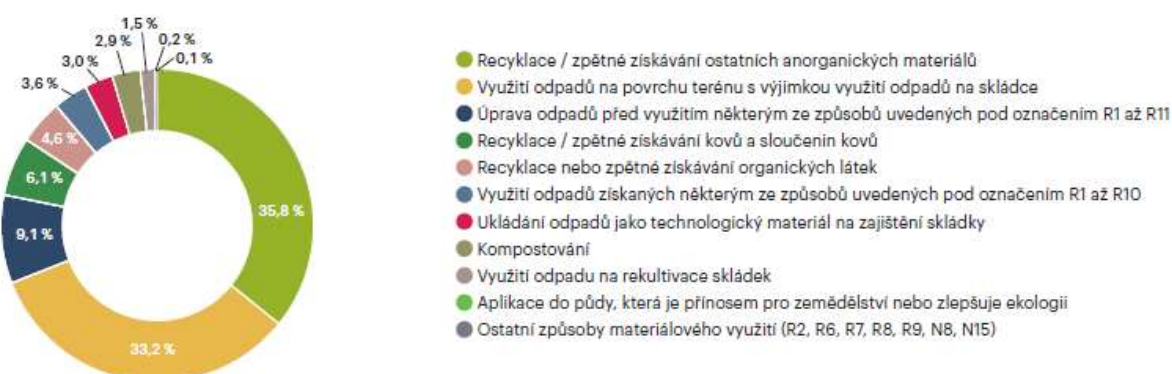 1,5 %
2,9 %
0,2 %
3,0 %
0,1 %
3,6 %
4,6 %
6,1 %
9,1 %
35,8 %
33,2 %
Recyklace / zpětné získávání ostatních anorganických materiálů
Využití odpadů na povrchu terénu s výjimkou využití odpadů na skládce
Úprava odpadů před využitím některým ze způsobů uvedených pod označením R1 až R11
Recyklace / zpětné získávání kovů a sloučenin kovů
Recyklace nebo zpětné získávání organických látek
Využití odpadů získaných některým ze způsobů uvedených pod označením R1 až R10
Ukládání odpadů jako technologický materiál na zajištění skládky
Kompostování
Využití odpadu na rekultivace skládek
Aplikace do půdy, která je přínosem pro zemědělství nebo zlepšuje ekologii
Ostatní způsoby materiálového využití (R2, R6, R7, R8, R9, N8, N15)